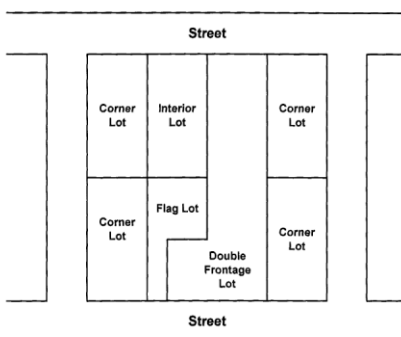 Street
Corner
Lot
Interior
Lot
Corner
Lot
Corner
Lot
Flag Lot
Double
Frontage
Lot
Corner
Lot
Street